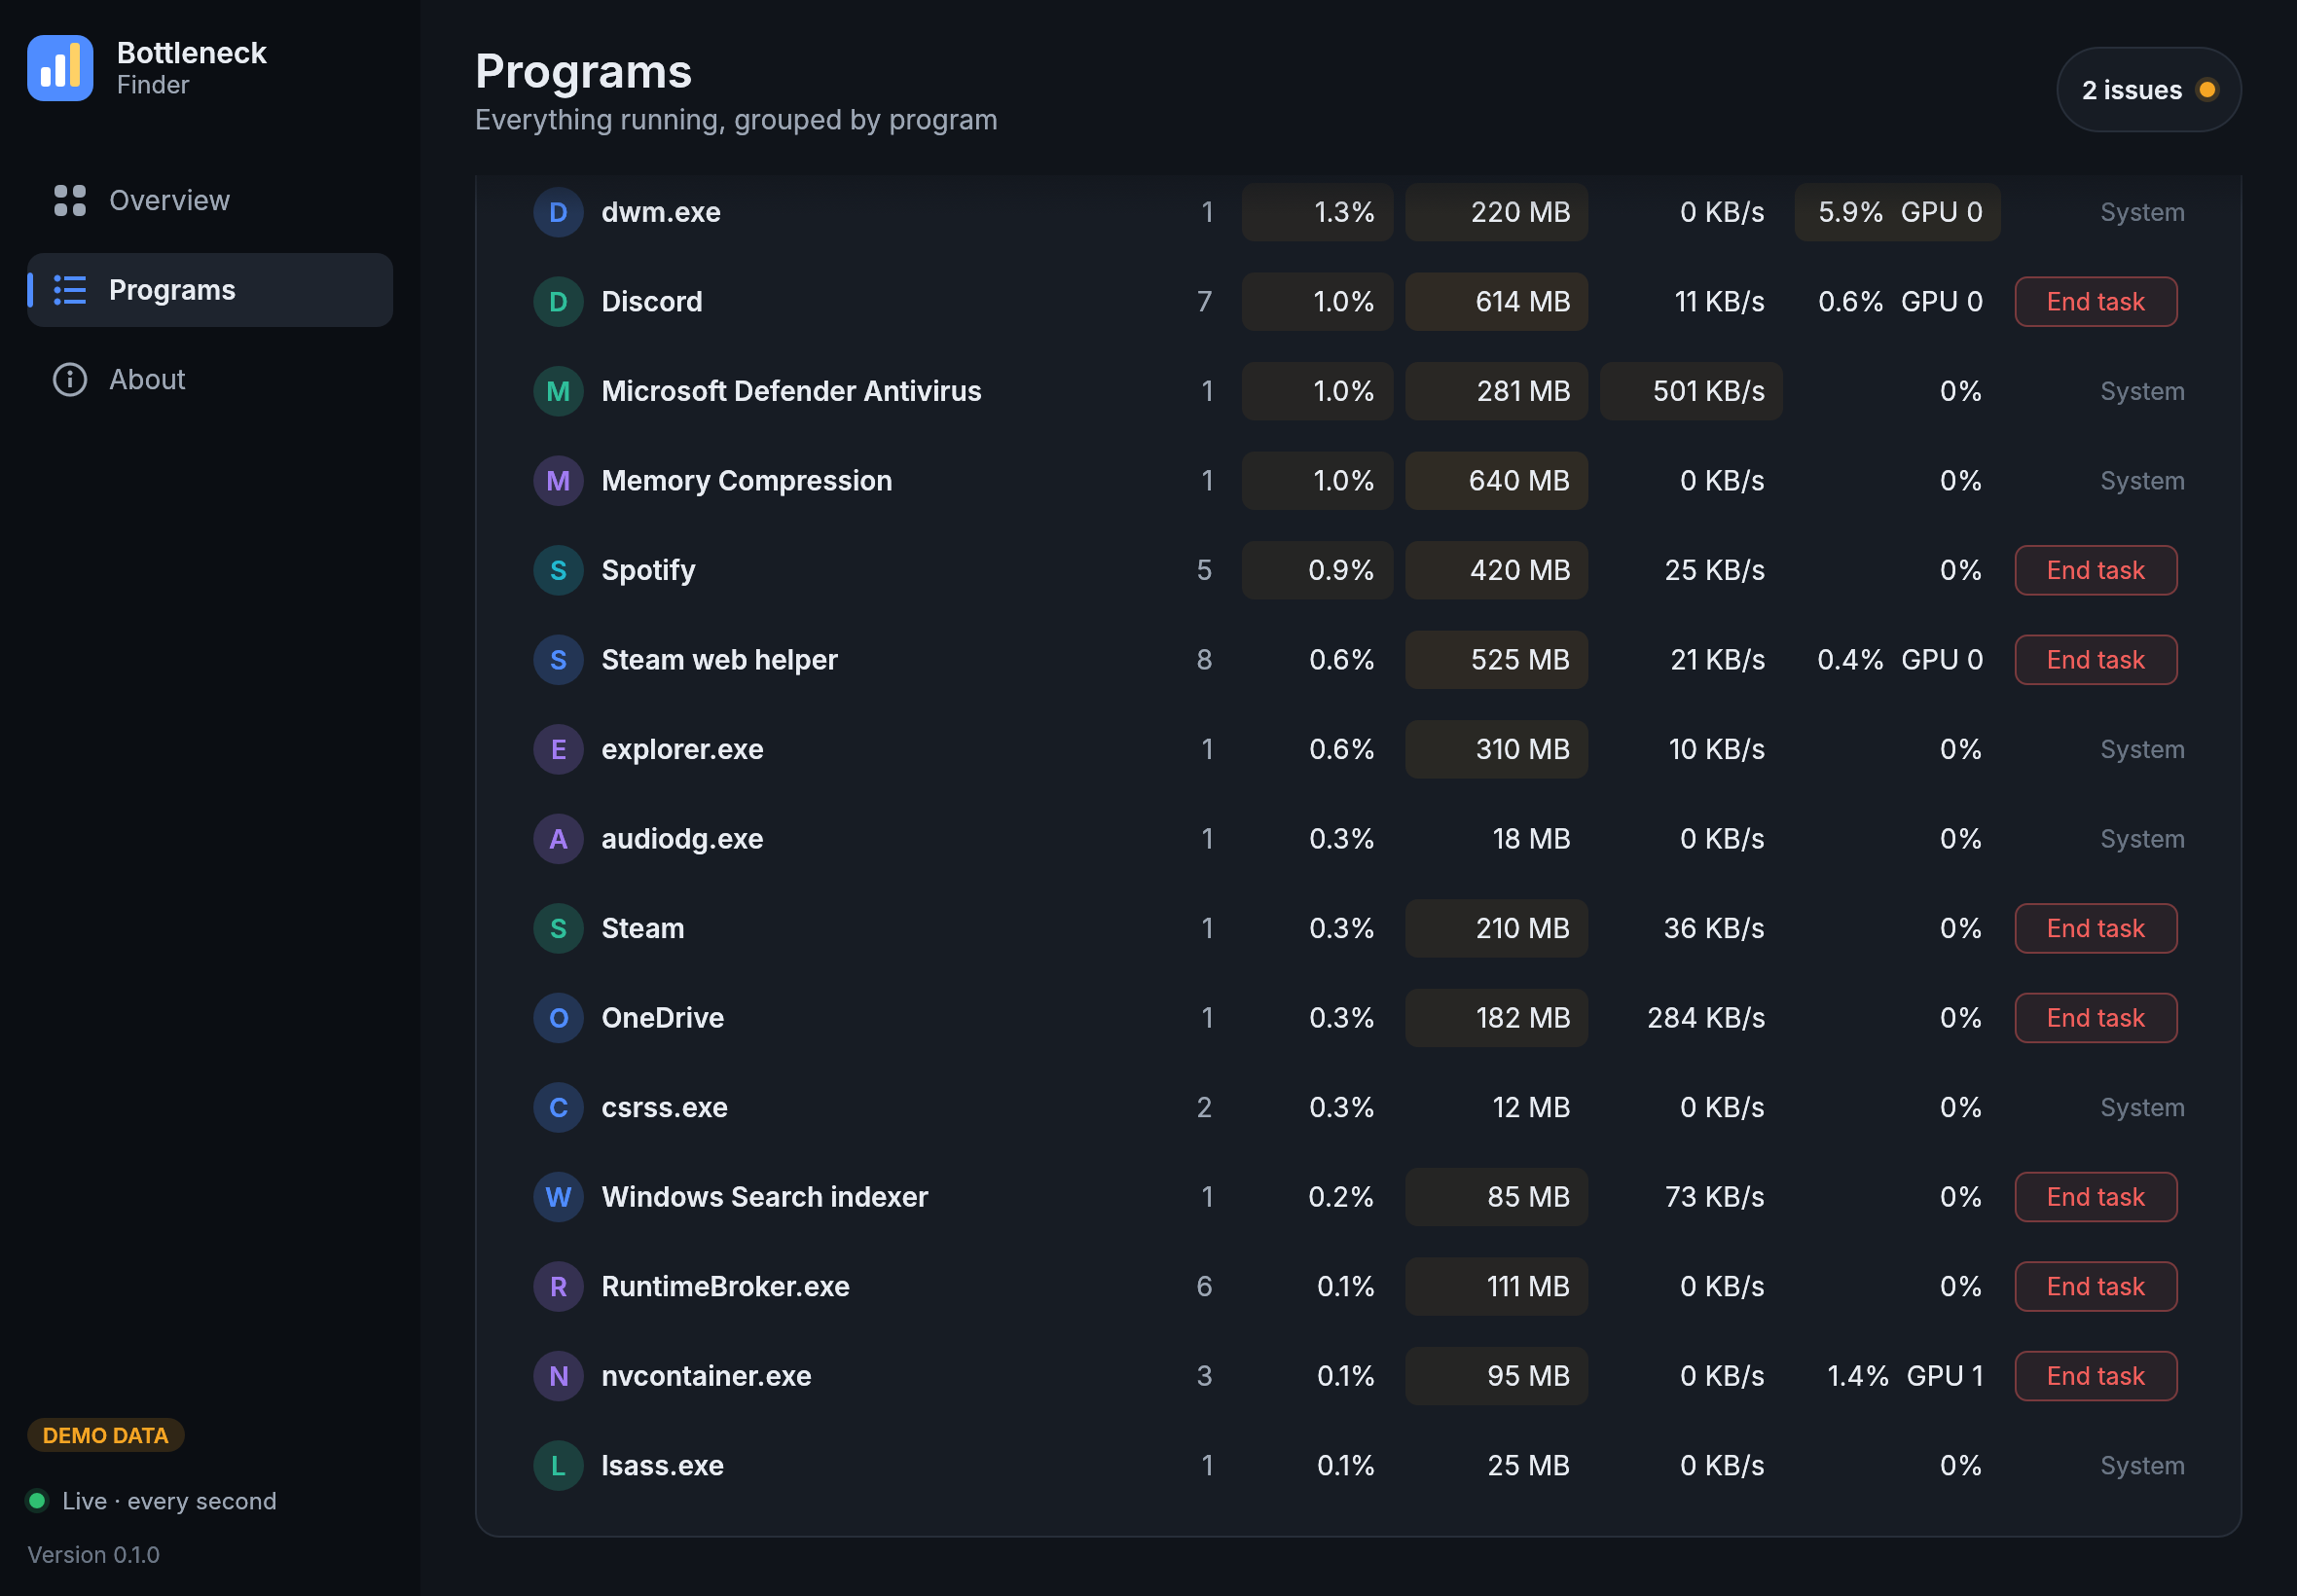 Bottleneck
Finder
Overview
Programs
About
DEMO DATA
Live · every second
Version 0.1.0
Programs
Everything running, grouped by program
2 issues
D dwm.exe 1 1.3% 220 MB 0 KB/s 5.9% GPU 0 System
D Discord 7 1.0% 614 MB 11 KB/s 0.6% GPU 0 End task
M Microsoft Defender Antivirus 1 1.0% 281 MB 501 KB/s 0% System
M Memory Compression 1 1.0% 640 MB 0 KB/s 0% System
S Spotify 5 0.9% 420 MB 25 KB/s 0% End task
S Steam web helper 8 0.6% 525 MB 21 KB/s 0.4% GPU 0 End task
E explorer.exe 1 0.6% 310 MB 10 KB/s 0% System
A audiodg.exe 1 0.3% 18 MB 0 KB/s 0% System
S Steam 1 0.3% 210 MB 36 KB/s 0% End task
O OneDrive 1 0.3% 182 MB 284 KB/s 0% End task
C csrss.exe 2 0.3% 12 MB 0 KB/s 0% System
W Windows Search indexer 1 0.2% 85 MB 73 KB/s 0% End task
R RuntimeBroker.exe 6 0.1% 111 MB 0 KB/s 0% End task
N nvcontainer.exe 3 0.1% 95 MB 0 KB/s 1.4% GPU 1 End task
L lsass.exe 1 0.1% 25 MB 0 KB/s 0% System